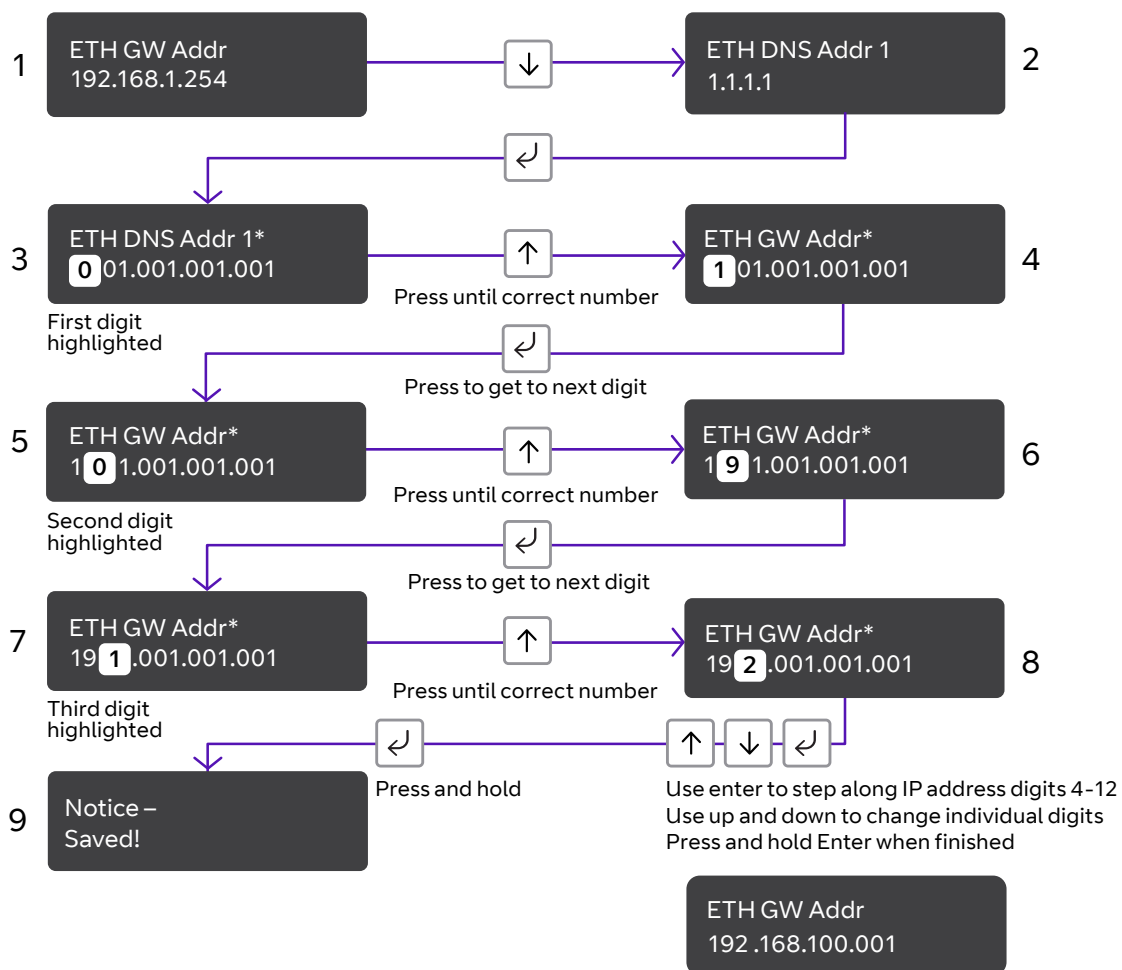 1
ETH GW Addr
192.168.1.254
ETH DNS Addr 1
1.1.1.1
2
3
ETH DNS Addr 1*
001.001.001.001
First digit
highlighted
Press until correct number
ETH GW Addr*
101.001.001.001
4
Press to get to next digit
5
ETH GW Addr*
101.001.001.001
Second digit
highlighted
Press until correct number
ETH GW Addr*
191.001.001.001
6
Press to get to next digit
7
ETH GW Addr*
191.001.001.001
Third digit
highlighted
Press until correct number
ETH GW Addr*
192.001.001.001
8
Press and hold
Use enter to step along IP address digits 4-12
Use up and down to change individual digits
Press and hold Enter when finished
9
Notice –
Saved!
ETH GW Addr
192 .168.100.001